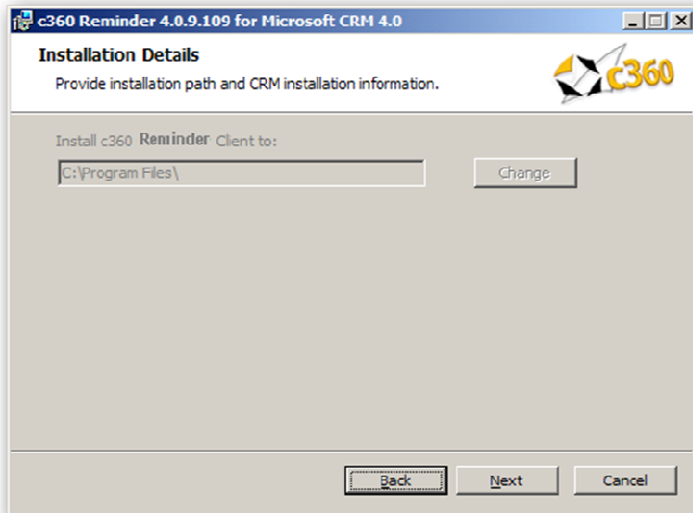 c360 Reminder 4.0.9.109 for Microsoft CRM 4.0
Installation Details
Provide installation path and CRM installation information.
c360
Install c360 Reminder Client to:
C:\Program Files\
Change
Back
Next
Cancel